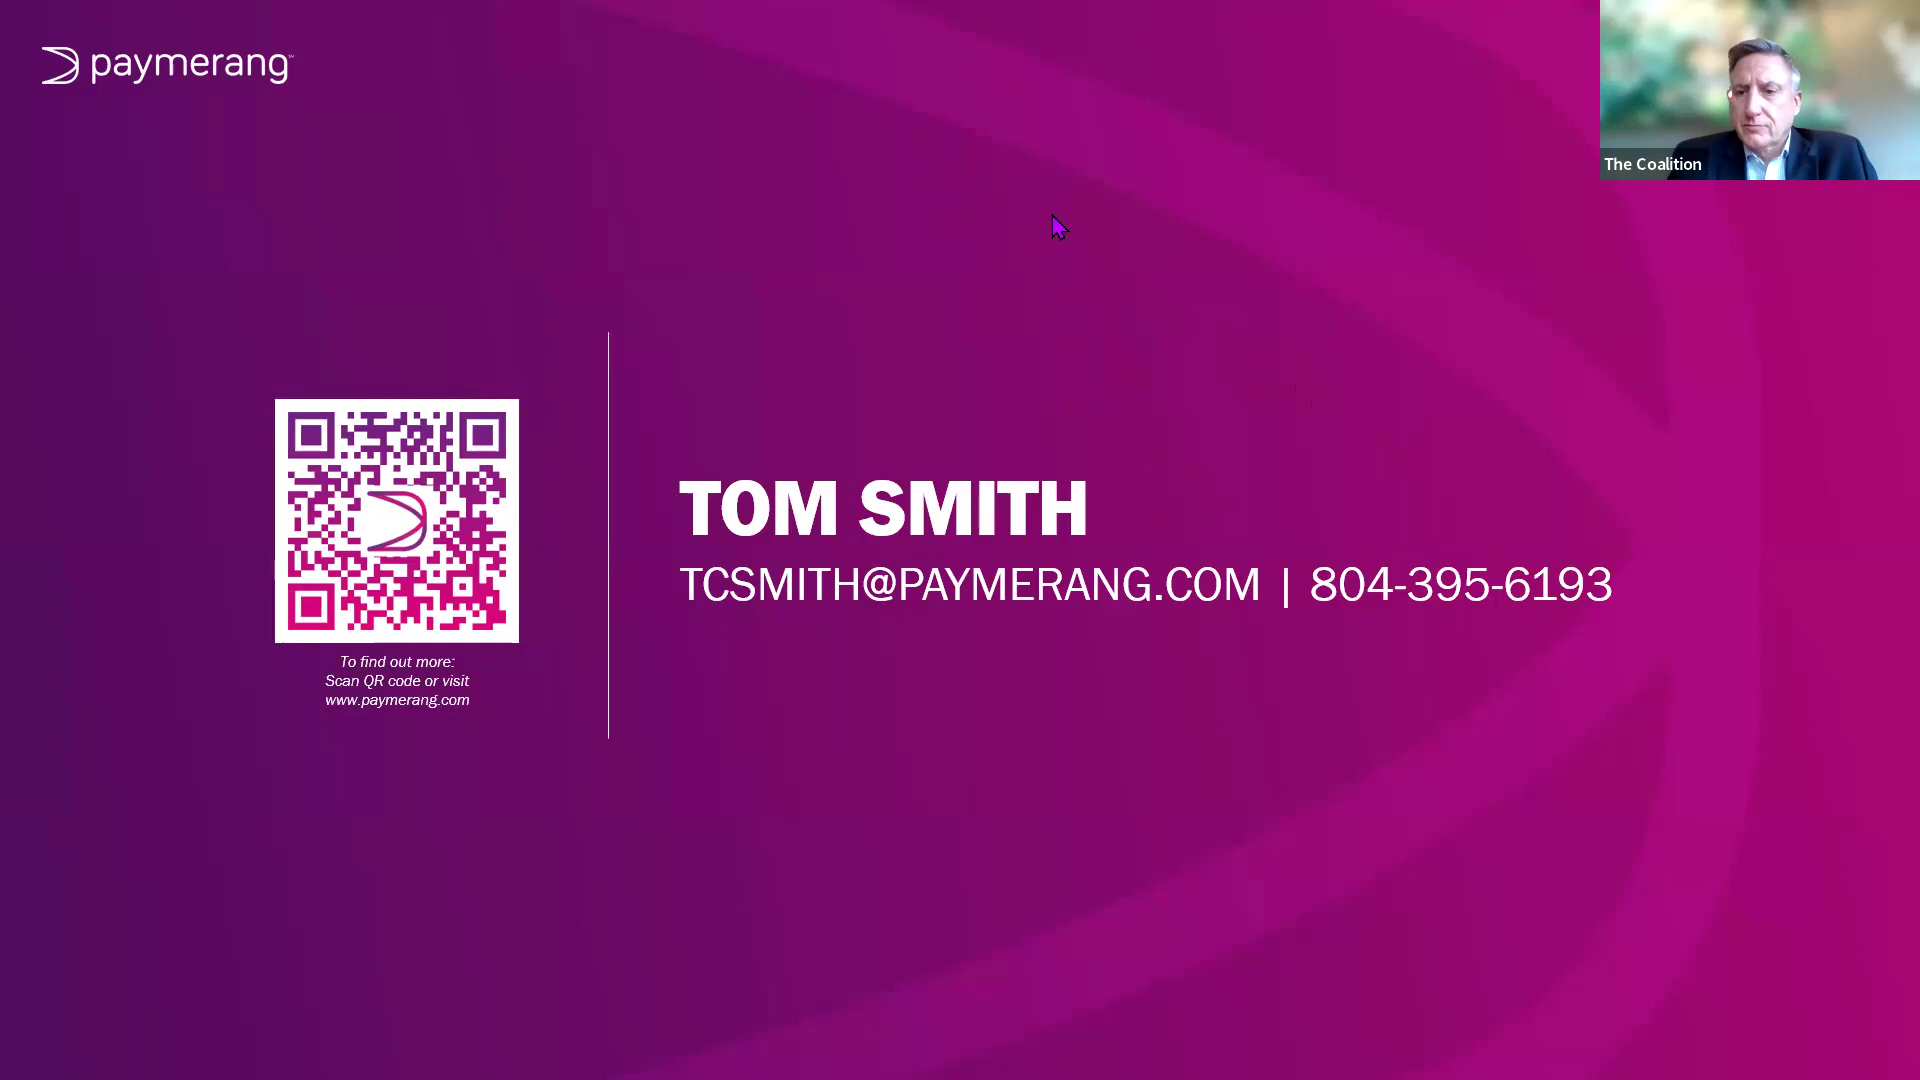 paymerang
The Coalition
TOM SMITH
TCSMITH@PAYMERANG.COM | 804-395-6193
To find out more:
Scan QR code or visit
www.paymerang.com